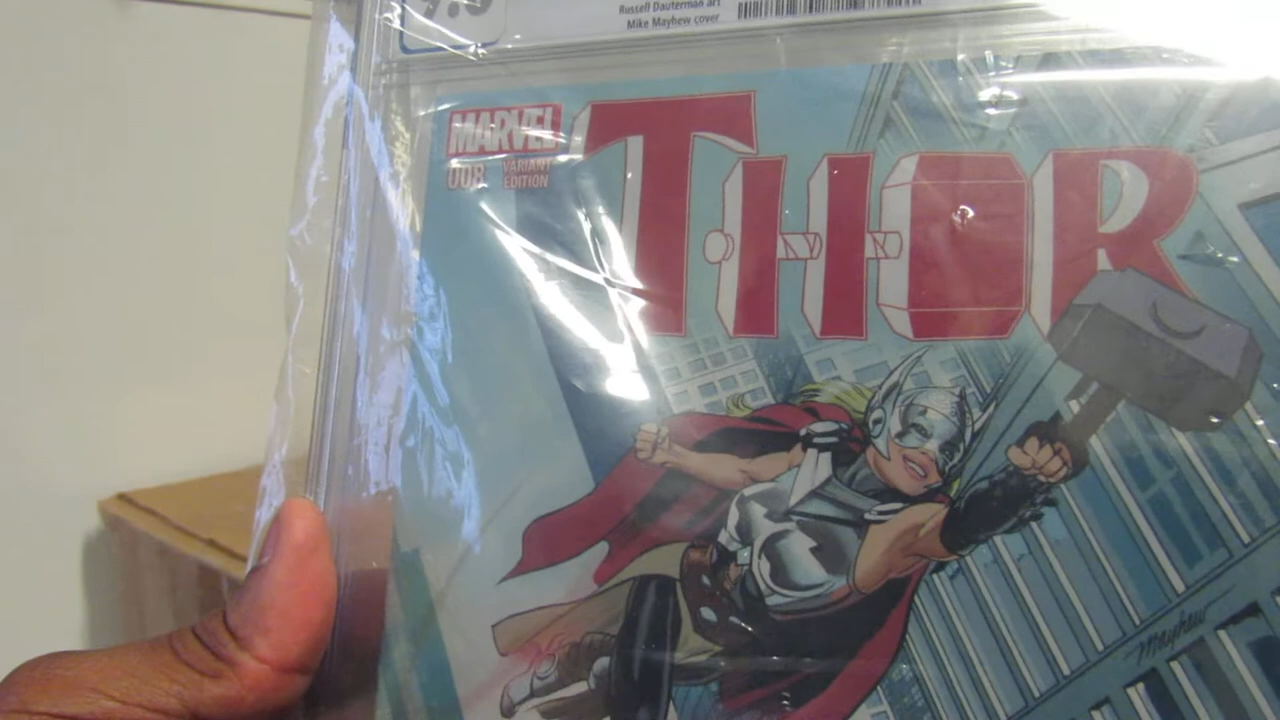 Russell Dauterman art
Mike Mayhew cover
MARVEL
008
VARIANT
EDITION
THOR
Mayhew